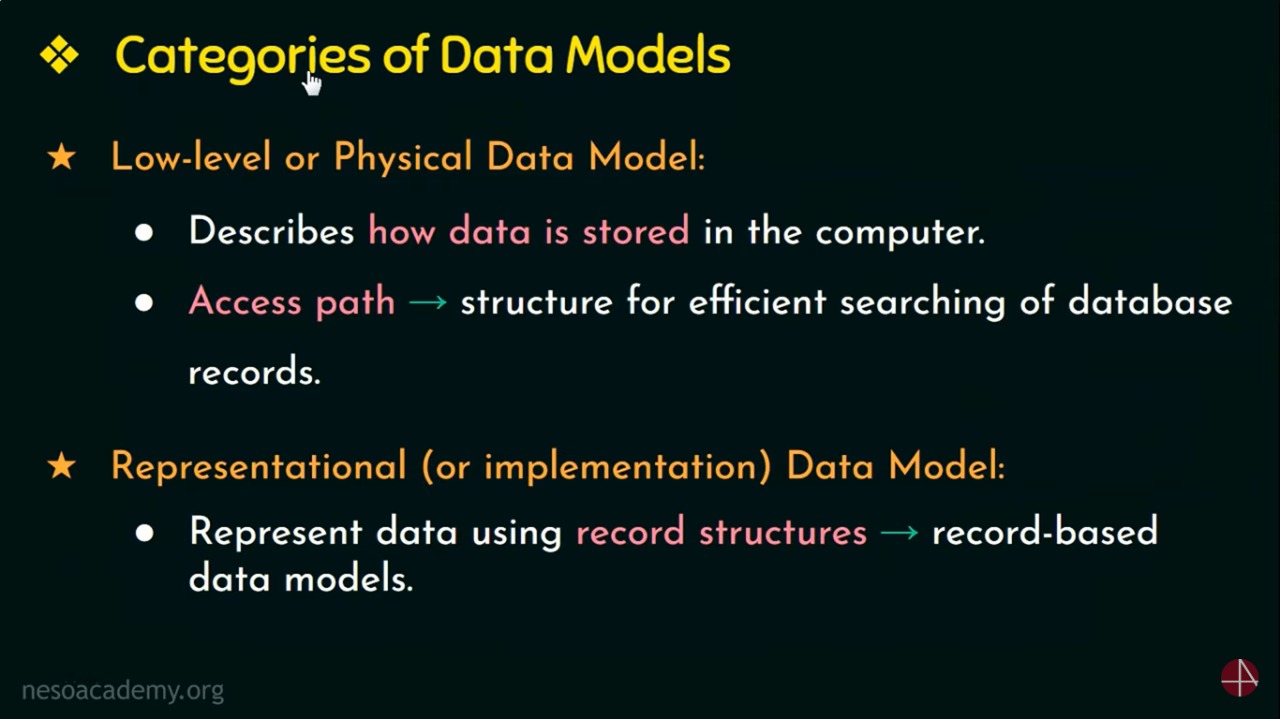 ❖ Categories of Data Models
★ Low-level or Physical Data Model:
● Describes how data is stored in the computer.
● Access path → structure for efficient searching of database
records.
★ Representational (or implementation) Data Model:
● Represent data using record structures → record-based
data models.
nesoacademy.org